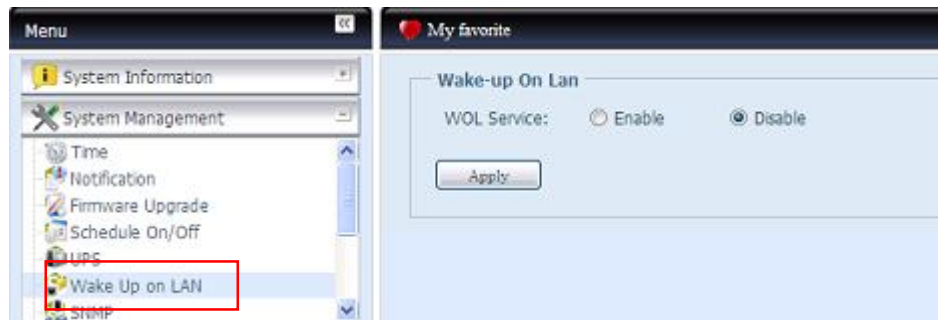 Menu
My favorite
System Information
System Management
Time
Notification
Firmware Upgrade
Schedule On/Off
UPS
Wake Up on LAN
SNMP
Wake-up On Lan
WOL Service: Enable Disable
Apply